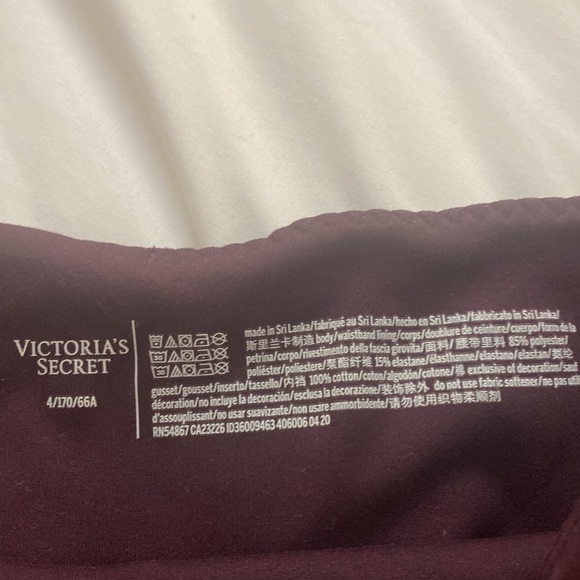 VICTORIA'S
SECRET
4/170/66A
made in Sri Lanka/fabriqué au Sri Lanka/hecho en Sri Lanka/fabbricato in Sri Lanka/
斯里兰卡制造 body/waistband lining/corps/doublure de ceinture/cuerpo/forro de la
petrina/corpo/rivestimento della fascia girovita/面料/腰带里料 85% polyester/
poliéster/poliestere/聚酯纤维 15% elastane/élasthanne/elastano/elastan/氨纶
gusset/gousset/inserto/tassello/内裆 100% cotton/coton/algodón/cotone/棉 exclusive of decoration/sauf
décoration/no incluye la decoración/esclusa la decorazione/装饰除外 do not use fabric softener/ne pas
d'assouplissant/no usar suavizante/non usare ammorbidente/请勿使用织物柔顺剂
RN54867 CA23226 ID36009463 406006 04 20